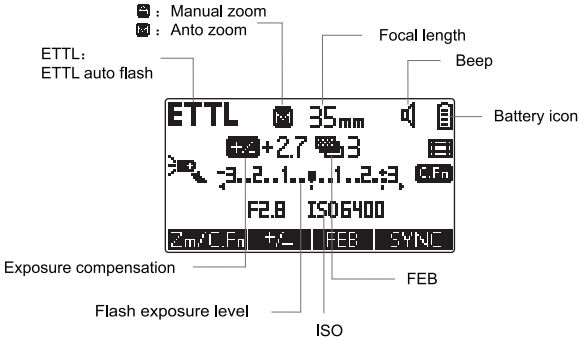 : Manual zoom
: Anto zoom
Focal length
ETTL:
ETTL auto flash
Beep
Battery icon
ETTL 35mm
+2.7 3
C.Fn
-3..2..1...■...1..2..+3
F2.8 ISO6400
Zm/C.Fn +/- FEB SYNC
Exposure compensation
FEB
Flash exposure level
ISO